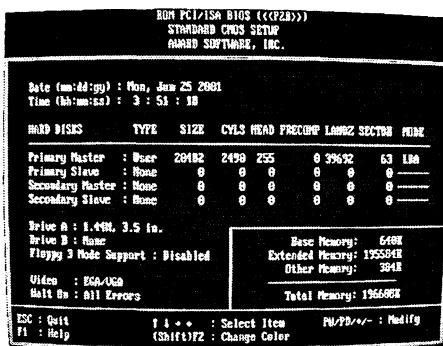 ROM PCI/ISA BIOS (<<P2B>>)
STANDARD CMOS SETUP
AWARD SOFTWARE, INC.
Date (mm:dd:yy) : Mon, Jun 25 2001
Time (hh:mm:ss) : 3 : 51 : 18
HARD DISKS TYPE SIZE CYLS HEAD PRECOMP LANDZ SECTOR MODE
Primary Master : User 20482 2490 255 0 39692 63 LBA
Primary Slave : None 0 0 0 0 0 0 ———
Secondary Master : None 0 0 0 0 0 0 ———
Secondary Slave : None 0 0 0 0 0 0 ———
Drive A : 1.44M, 3.5 in.
Drive B : None
Floppy 3 Mode Support : Disabled
Video : EGA/VGA
Halt On : All Errors
Base Memory: 640K
Extended Memory: 195584K
Other Memory: 384K
Total Memory: 196608K
ESC : Quit ↑ ↓ → ← : Select Item PU/PD/+/- : Modify
F1 : Help (Shift)F2 : Change Color